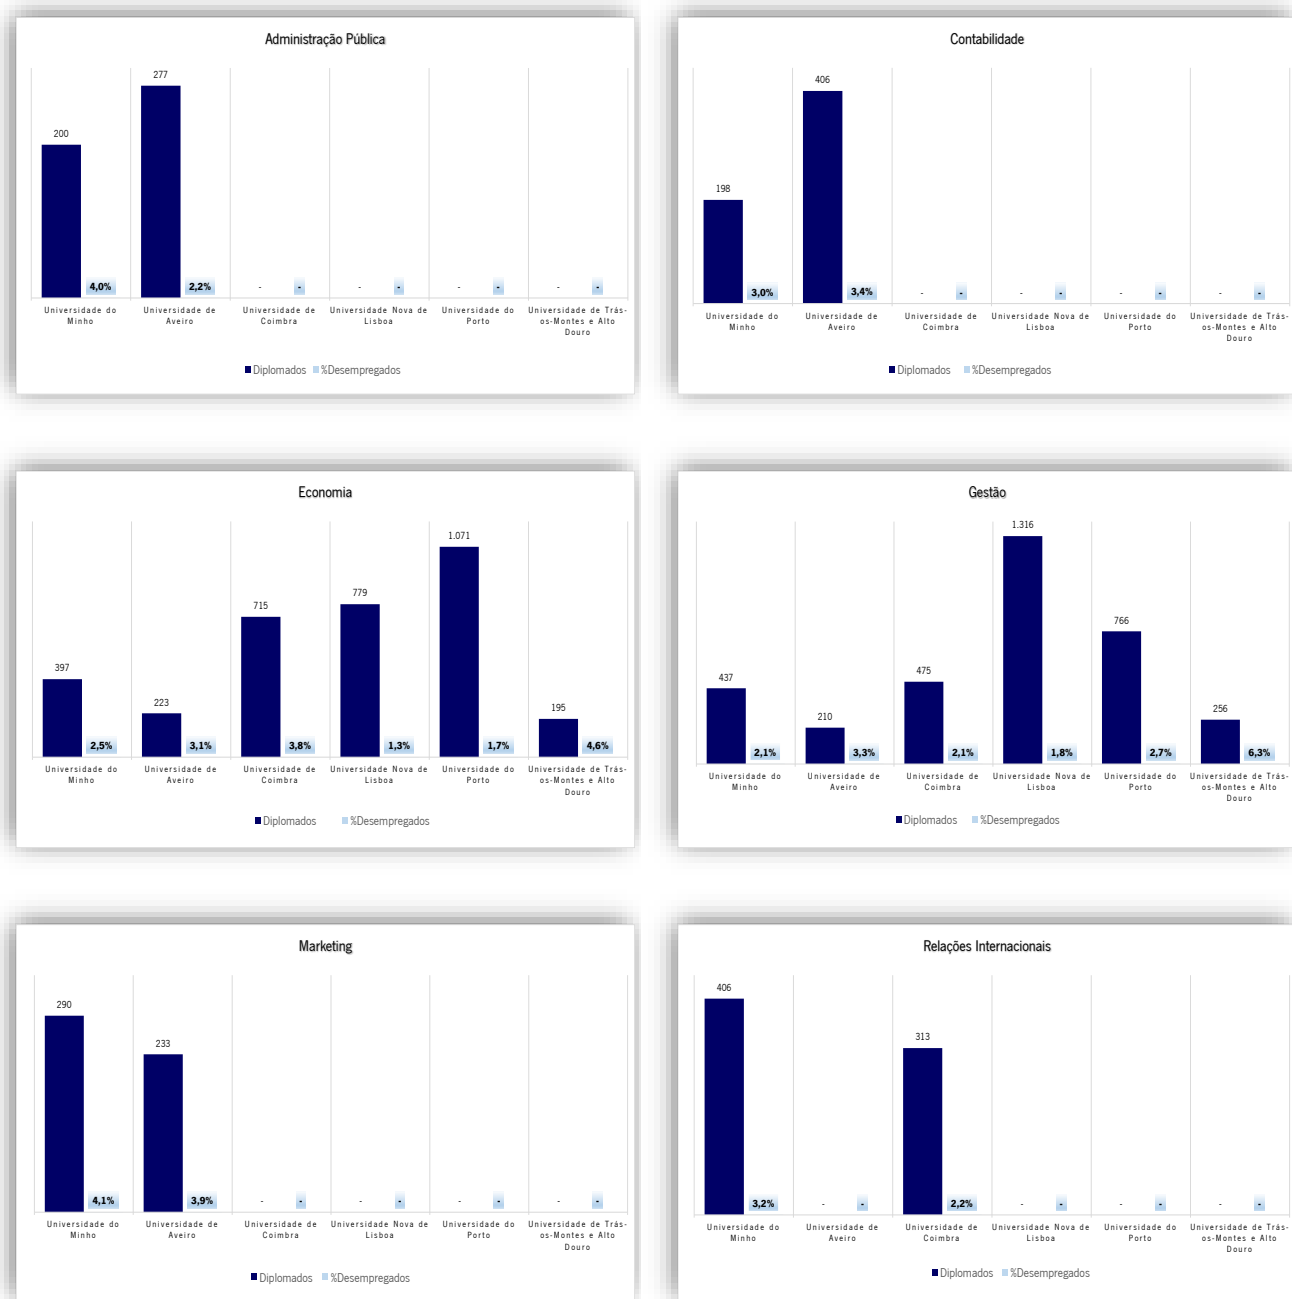 Administração Pública
277
200
4,0%
2,2%
- - - - - - - -
Universidade do Minho
Universidade de Aveiro
Universidade de Coimbra
Universidade Nova de Lisboa
Universidade do Porto
Universidade de Trás-os-Montes e Alto Douro
Diplomados %Desempregados
Contabilidade
406
198
3,0%
3,4%
- - - - - - - -
Universidade do Minho
Universidade de Aveiro
Universidade de Coimbra
Universidade Nova de Lisboa
Universidade do Porto
Universidade de Trás-os-Montes e Alto Douro
Diplomados %Desempregados
Economia
1.071
779
715
397
223
195
2,5% 3,1% 3,8% 1,3% 1,7% 4,6%
Universidade do Minho
Universidade de Aveiro
Universidade de Coimbra
Universidade Nova de Lisboa
Universidade do Porto
Universidade de Trás-os-Montes e Alto Douro
Diplomados %Desempregados
Gestão
1.316
766
475
437
256
210
2,1% 3,3% 2,1% 1,8% 2,7% 6,3%
Universidade do Minho
Universidade de Aveiro
Universidade de Coimbra
Universidade Nova de Lisboa
Universidade do Porto
Universidade de Trás-os-Montes e Alto Douro
Diplomados %Desempregados
Marketing
290
233
4,1%
3,9%
- - - - - - - -
Universidade do Minho
Universidade de Aveiro
Universidade de Coimbra
Universidade Nova de Lisboa
Universidade do Porto
Universidade de Trás-os-Montes e Alto Douro
Diplomados %Desempregados
Relações Internacionais
406
313
3,2% - - 2,2% - - - - - -
Universidade do Minho
Universidade de Aveiro
Universidade de Coimbra
Universidade Nova de Lisboa
Universidade do Porto
Universidade de Trás-os-Montes e Alto Douro
Diplomados %Desempregados